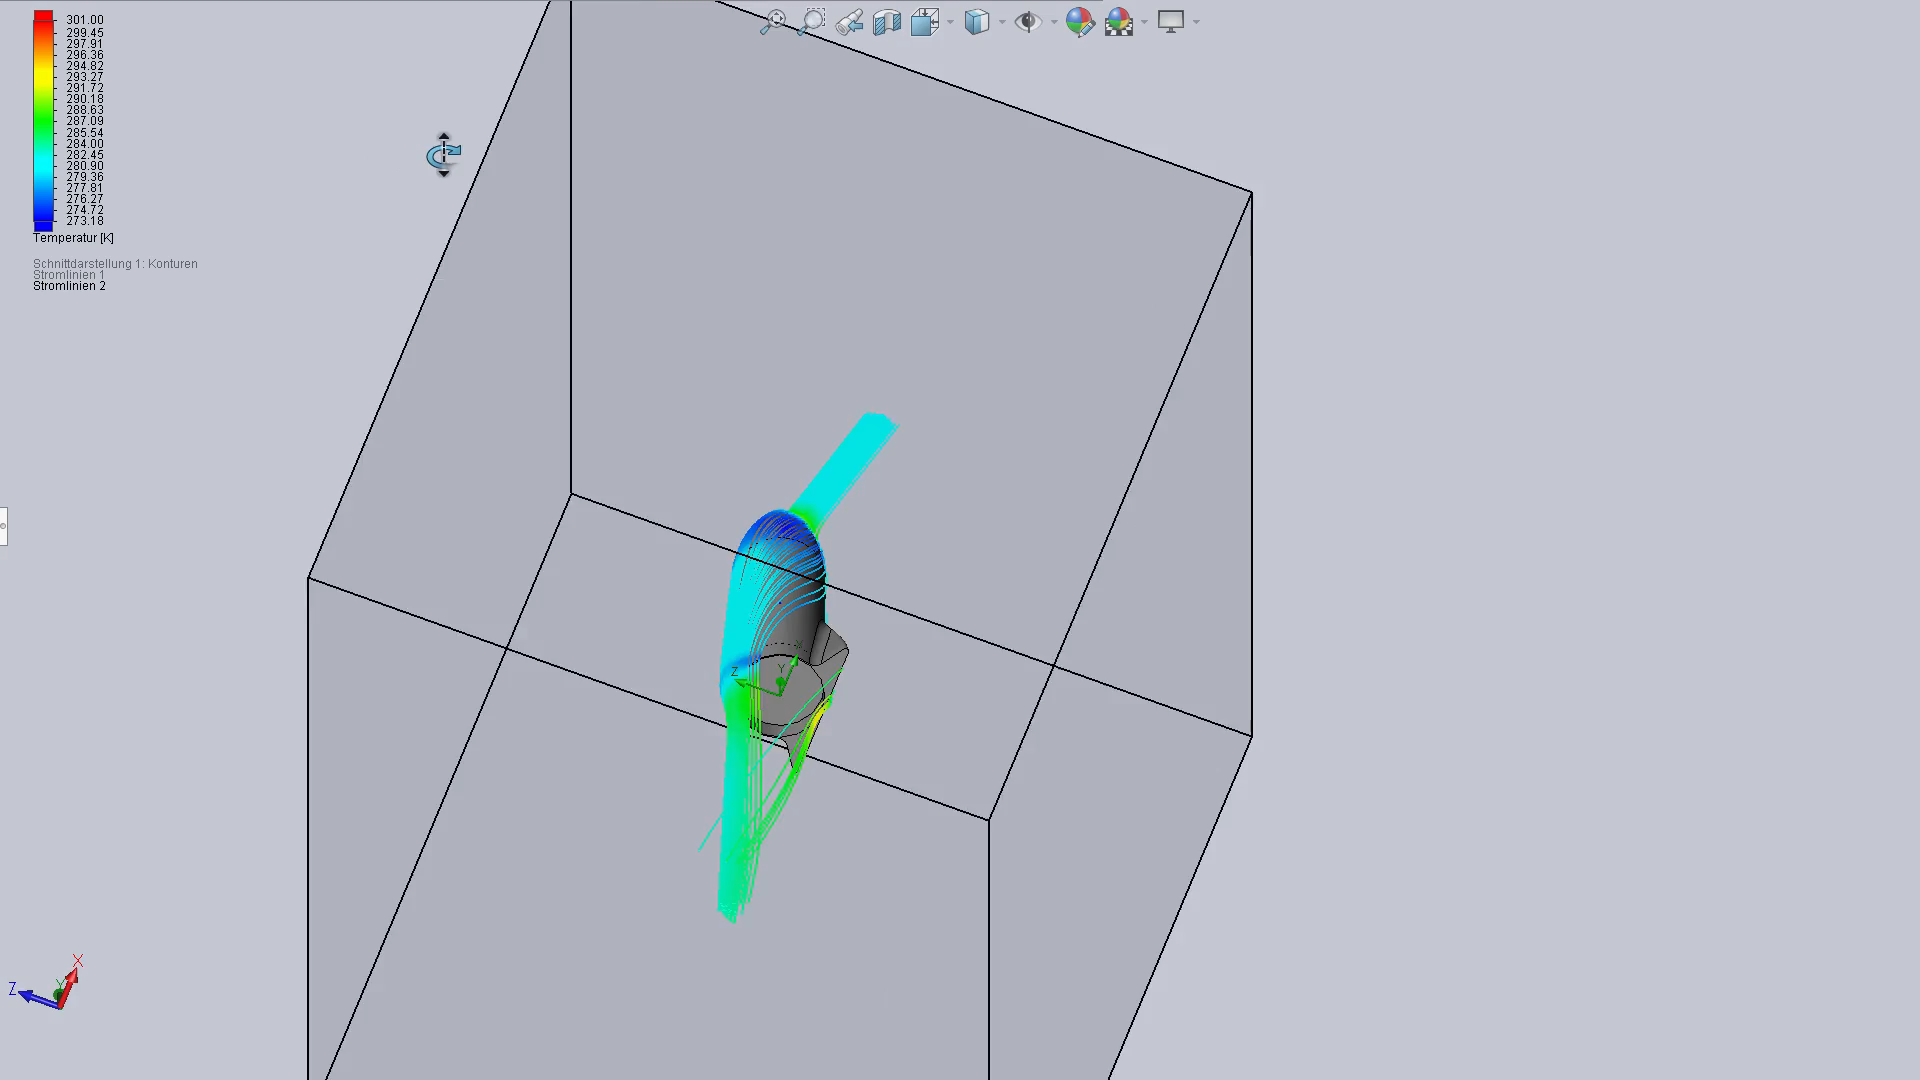 301.00
299.45
297.91
296.36
294.82
293.27
291.72
290.18
288.63
287.09
285.54
284.00
282.45
280.90
279.36
277.81
276.27
274.72
273.18
Temperatur [K]
Schnittdarstellung 1: Konturen
Stromlinien 1
Stromlinien 2
Z
Y
X
Y
Z